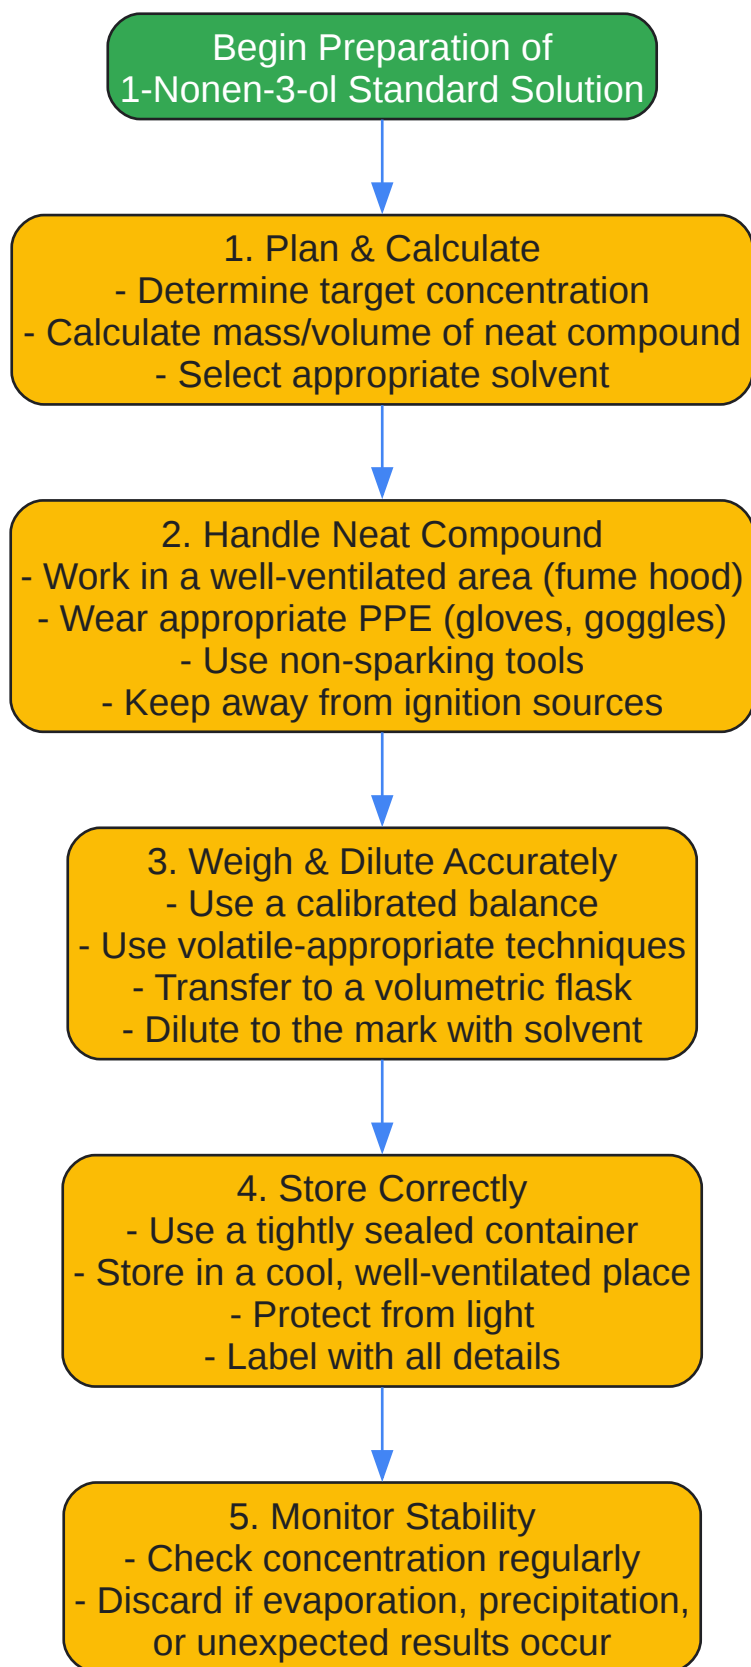 Begin Preparation of
1-Nonen-3-ol Standard Solution
1. Plan & Calculate
- Determine target concentration
- Calculate mass/volume of neat compound
- Select appropriate solvent
2. Handle Neat Compound
- Work in a well-ventilated area (fume hood)
- Wear appropriate PPE (gloves, goggles)
- Use non-sparking tools
- Keep away from ignition sources
3. Weigh & Dilute Accurately
- Use a calibrated balance
- Use volatile-appropriate techniques
- Transfer to a volumetric flask
- Dilute to the mark with solvent
4. Store Correctly
- Use a tightly sealed container
- Store in a cool, well-ventilated place
- Protect from light
- Label with all details
5. Monitor Stability
- Check concentration regularly
- Discard if evaporation, precipitation,
or unexpected results occur